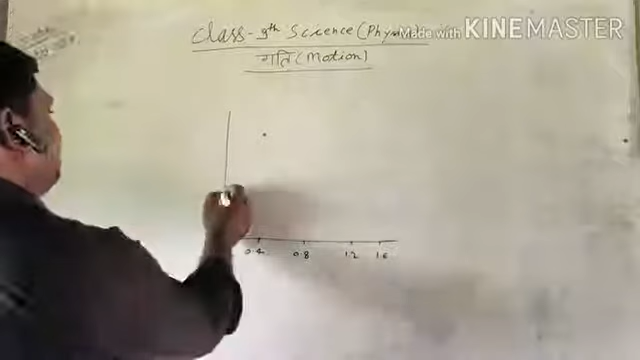 Class - 9th Science (Phy
Made with KINEMASTER
गति (Motion)
0.4 0.8 1.2 1.6